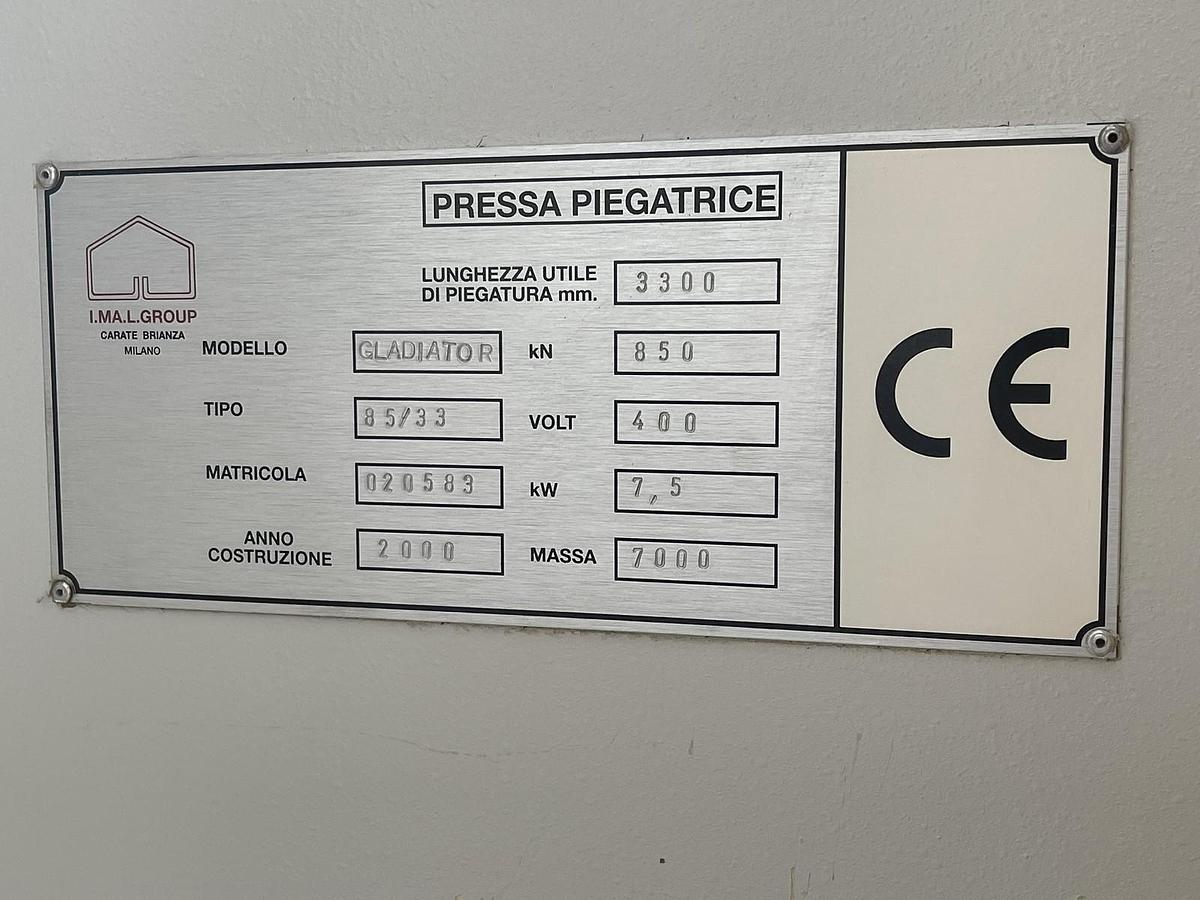 PRESSA PIEGATRICE
I.MA.L.GROUP
CARATE BRIANZA
MILANO
LUNGHEZZA UTILE
DI PIEGATURA mm. 3300
MODELLO GLADIATOR kN 850
TIPO 85/33 VOLT 400
MATRICOLA 020583 kW 7,5
ANNO
COSTRUZIONE 2000 MASSA 7000
CE